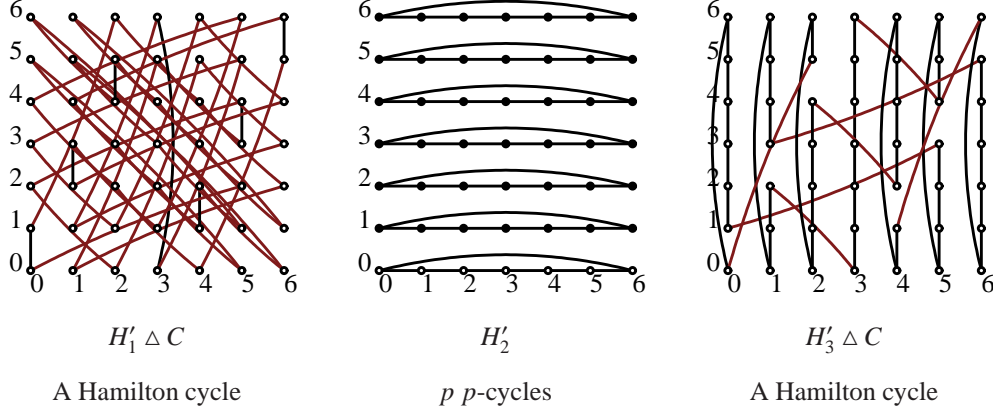 6 6 6
5 5 5
4 4 4
3 3 3
2 2 2
1 1 1
0 0 0
0 1 2 3 4 5 6 0 1 2 3 4 5 6 0 1 2 3 4 5 6
H′₁ △ C H′₂ H′₃ △ C
A Hamilton cycle p p-cycles A Hamilton cycle